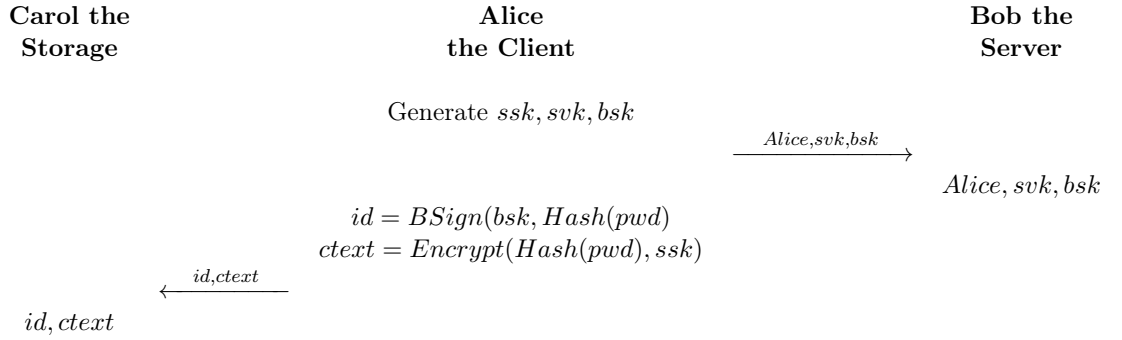 Carol the
Storage
Alice
the Client
Bob the
Server
Generate ssk, svk, bsk
Alice,svk,bsk
Alice, svk, bsk
id = BSign(bsk, Hash(pwd)
ctext = Encrypt(Hash(pwd), ssk)
id,ctext
id, ctext